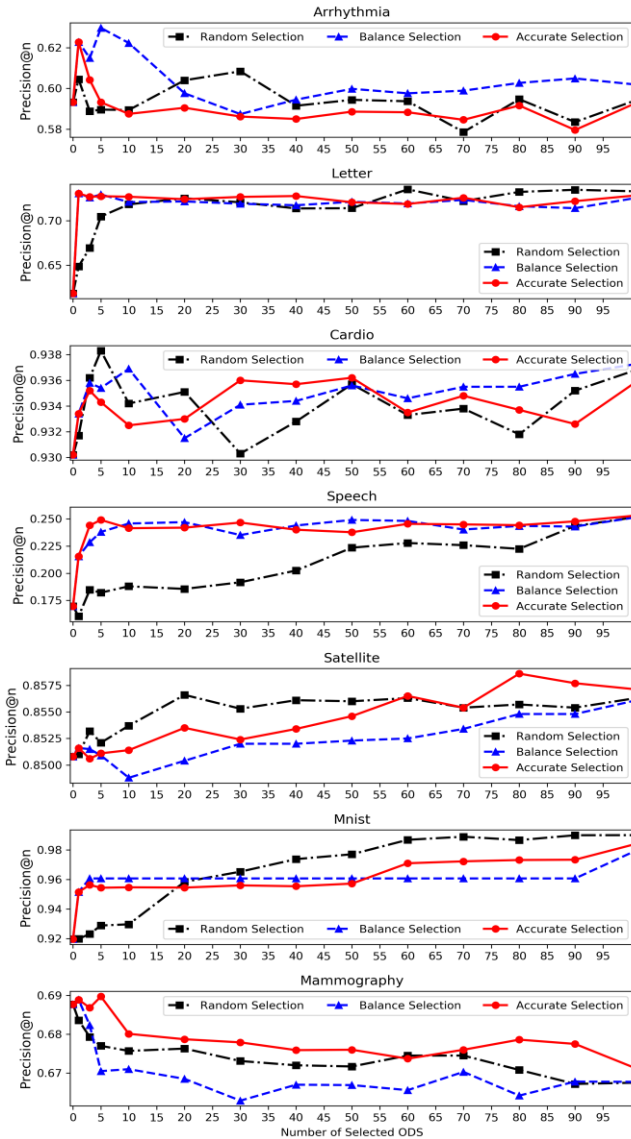 Arrhythmia
Precision@n
0.62
0.60
0.58
Random Selection Balance Selection Accurate Selection
0 3 5 10 15 20 25 30 35 40 45 50 55 60 65 70 75 80 85 90 95
Letter
Precision@n
0.70
0.65
Random Selection
Balance Selection
Accurate Selection
0 3 5 10 15 20 25 30 35 40 45 50 55 60 65 70 75 80 85 90 95
Cardio
Precision@n
0.938
0.936
0.934
0.932
0.930
Random Selection Balance Selection Accurate Selection
0 3 5 10 15 20 25 30 35 40 45 50 55 60 65 70 75 80 85 90 95
Speech
Precision@n
0.250
0.225
0.200
0.175
Random Selection
Balance Selection
Accurate Selection
0 3 5 10 15 20 25 30 35 40 45 50 55 60 65 70 75 80 85 90 95
Satellite
Precision@n
0.8575
0.8550
0.8525
0.8500
Random Selection
Balance Selection
Accurate Selection
0 3 5 10 15 20 25 30 35 40 45 50 55 60 65 70 75 80 85 90 95
Mnist
Precision@n
0.98
0.96
0.94
0.92
Random Selection Balance Selection Accurate Selection
0 3 5 10 15 20 25 30 35 40 45 50 55 60 65 70 75 80 85 90 95
Mammography
Precision@n
0.69
0.68
0.67
Random Selection Balance Selection Accurate Selection
0 3 5 10 15 20 25 30 35 40 45 50 55 60 65 70 75 80 85 90 95
Number of Selected ODS